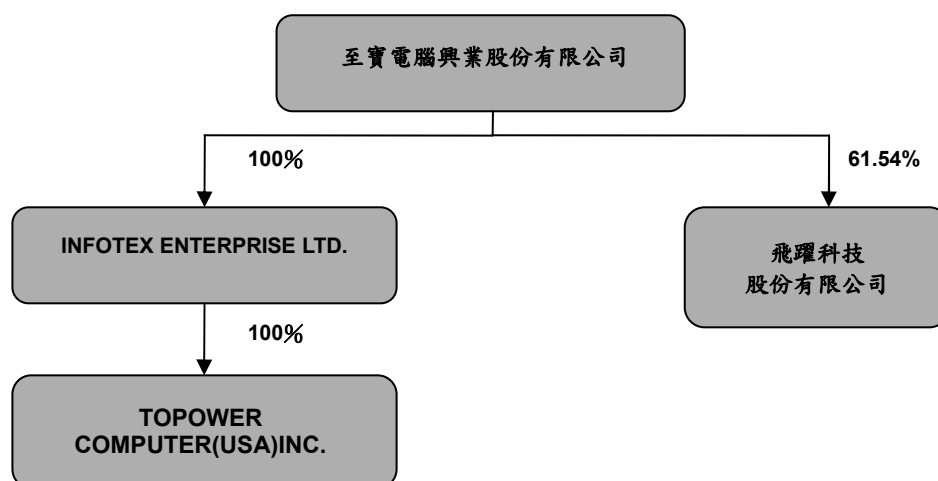 至寶電腦興業股份有限公司
100%
61.54%
INFOTEX ENTERPRISE LTD.
飛躍科技
股份有限公司
100%
TOPOWER
COMPUTER(USA)INC.